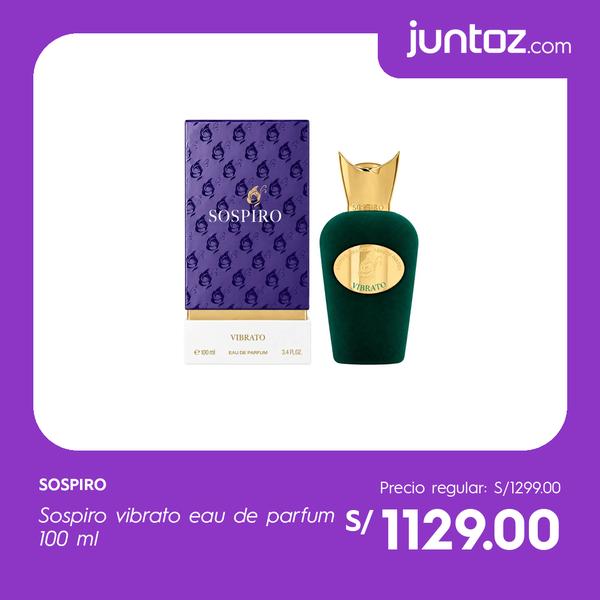 juntoz.com
SOSPIRO
SOSPIRO
VIBRATO
VIBRATO
℮ 100 ml EAU DE PARFUM 3.4 FL.OZ.
SOSPIRO
Precio regular: S/1299.00
Sospiro vibrato eau de parfum
100 ml
S/ 1129.00